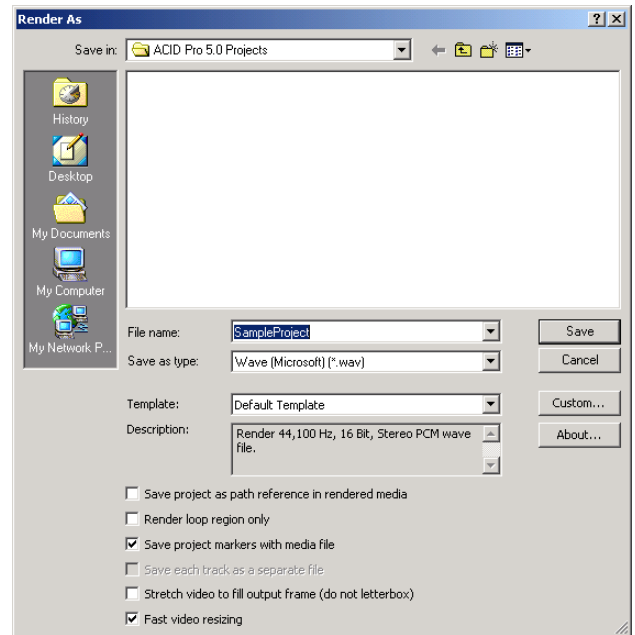 Render As
Save in: ACID Pro 5.0 Projects
History
Desktop
My Documents
My Computer
My Network P...
File name: SampleProject Save
Save as type: Wave (Microsoft) (*.wav) Cancel
Template: Default Template Custom...
Description: Render 44,100 Hz, 16 Bit, Stereo PCM wave About...
file.
Save project as path reference in rendered media
Render loop region only
Save project markers with media file
Save each track as a separate file
Stretch video to fill output frame (do not letterbox)
Fast video resizing